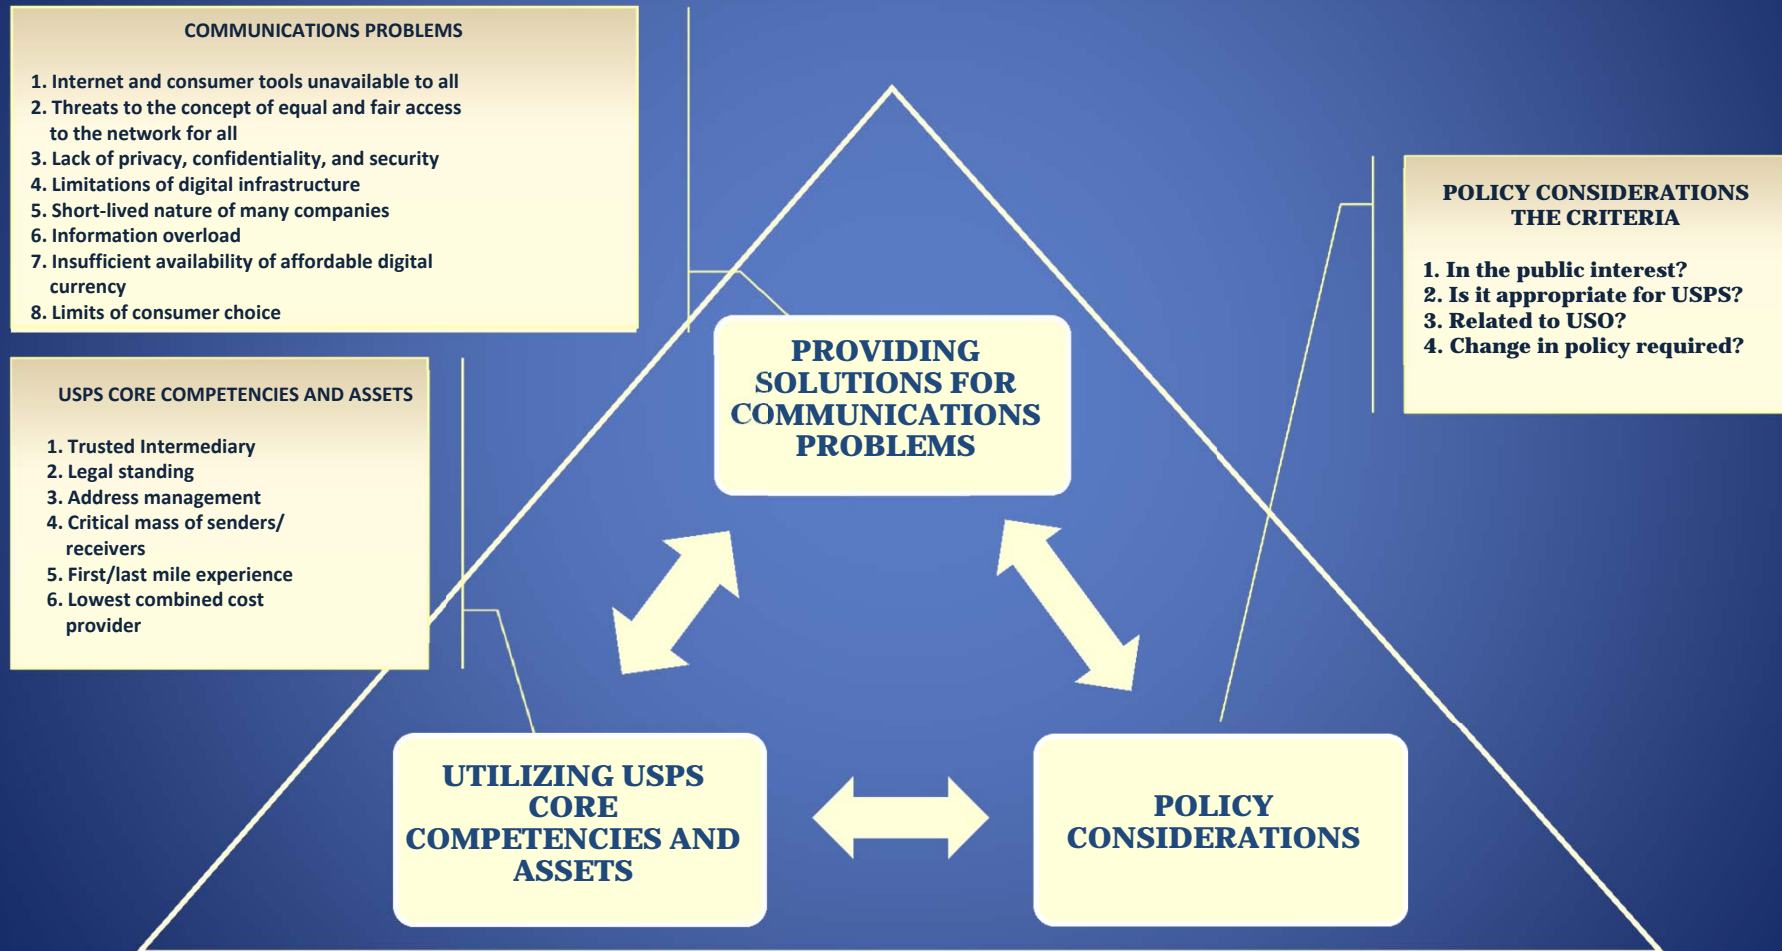 COMMUNICATIONS PROBLEMS
1. Internet and consumer tools unavailable to all
2. Threats to the concept of equal and fair access
to the network for all
3. Lack of privacy, confidentiality, and security
4. Limitations of digital infrastructure
5. Short-lived nature of many companies
6. Information overload
7. Insufficient availability of affordable digital
currency
8. Limits of consumer choice
USPS CORE COMPETENCIES AND ASSETS
1. Trusted Intermediary
2. Legal standing
3. Address management
4. Critical mass of senders/
receivers
5. First/last mile experience
6. Lowest combined cost
provider
POLICY CONSIDERATIONS
THE CRITERIA
1. In the public interest?
2. Is it appropriate for USPS?
3. Related to USO?
4. Change in policy required?
PROVIDING
SOLUTIONS FOR
COMMUNICATIONS
PROBLEMS
UTILIZING USPS
CORE
COMPETENCIES AND
ASSETS
POLICY
CONSIDERATIONS